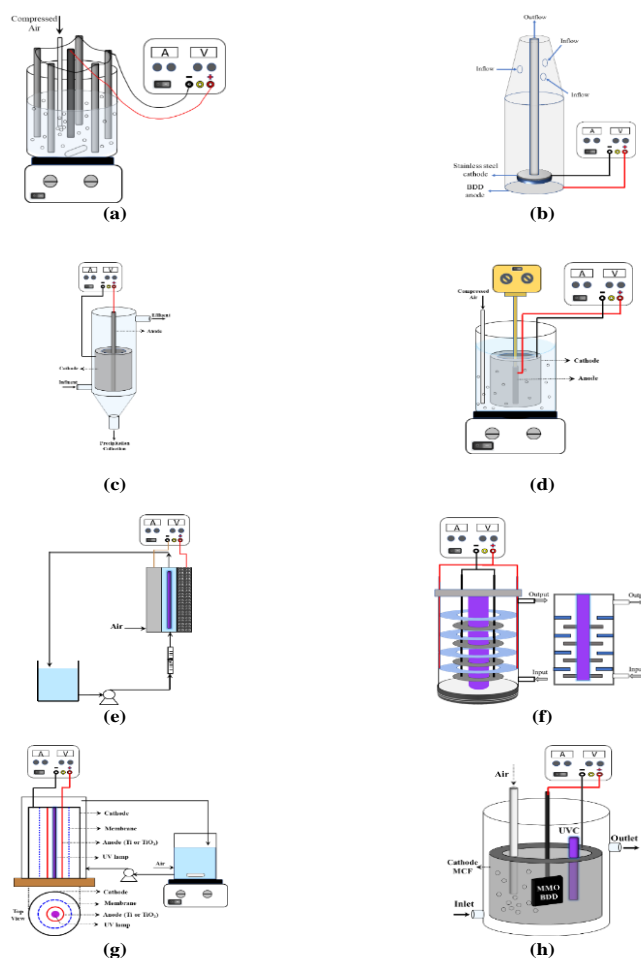 Compressed
Air
A V
− +
(a)
Outflow
Inflow
Inflow
Inflow
A V
− +
Stainless steel
cathode
BDD
anode
(b)
A V
− +
Effluent
Anode
Cathode
Influent
Precipitation
Collection
(c)
Compressed
Air
A V
− +
Cathode
Anode
(d)
A V
− +
Air
(e)
A V
− +
Output
Outp
Input
Input
(f)
A V
− +
Cathode
Membrane
Anode (Ti or TiO₂)
UV lamp
Air
Cathode
Membrane
Anode (Ti or TiO₂)
UV lamp
Top
View
(g)
A V
− +
Air
UVC
Outlet
Cathode
MCF
MMO
BDD
Inlet
(h)